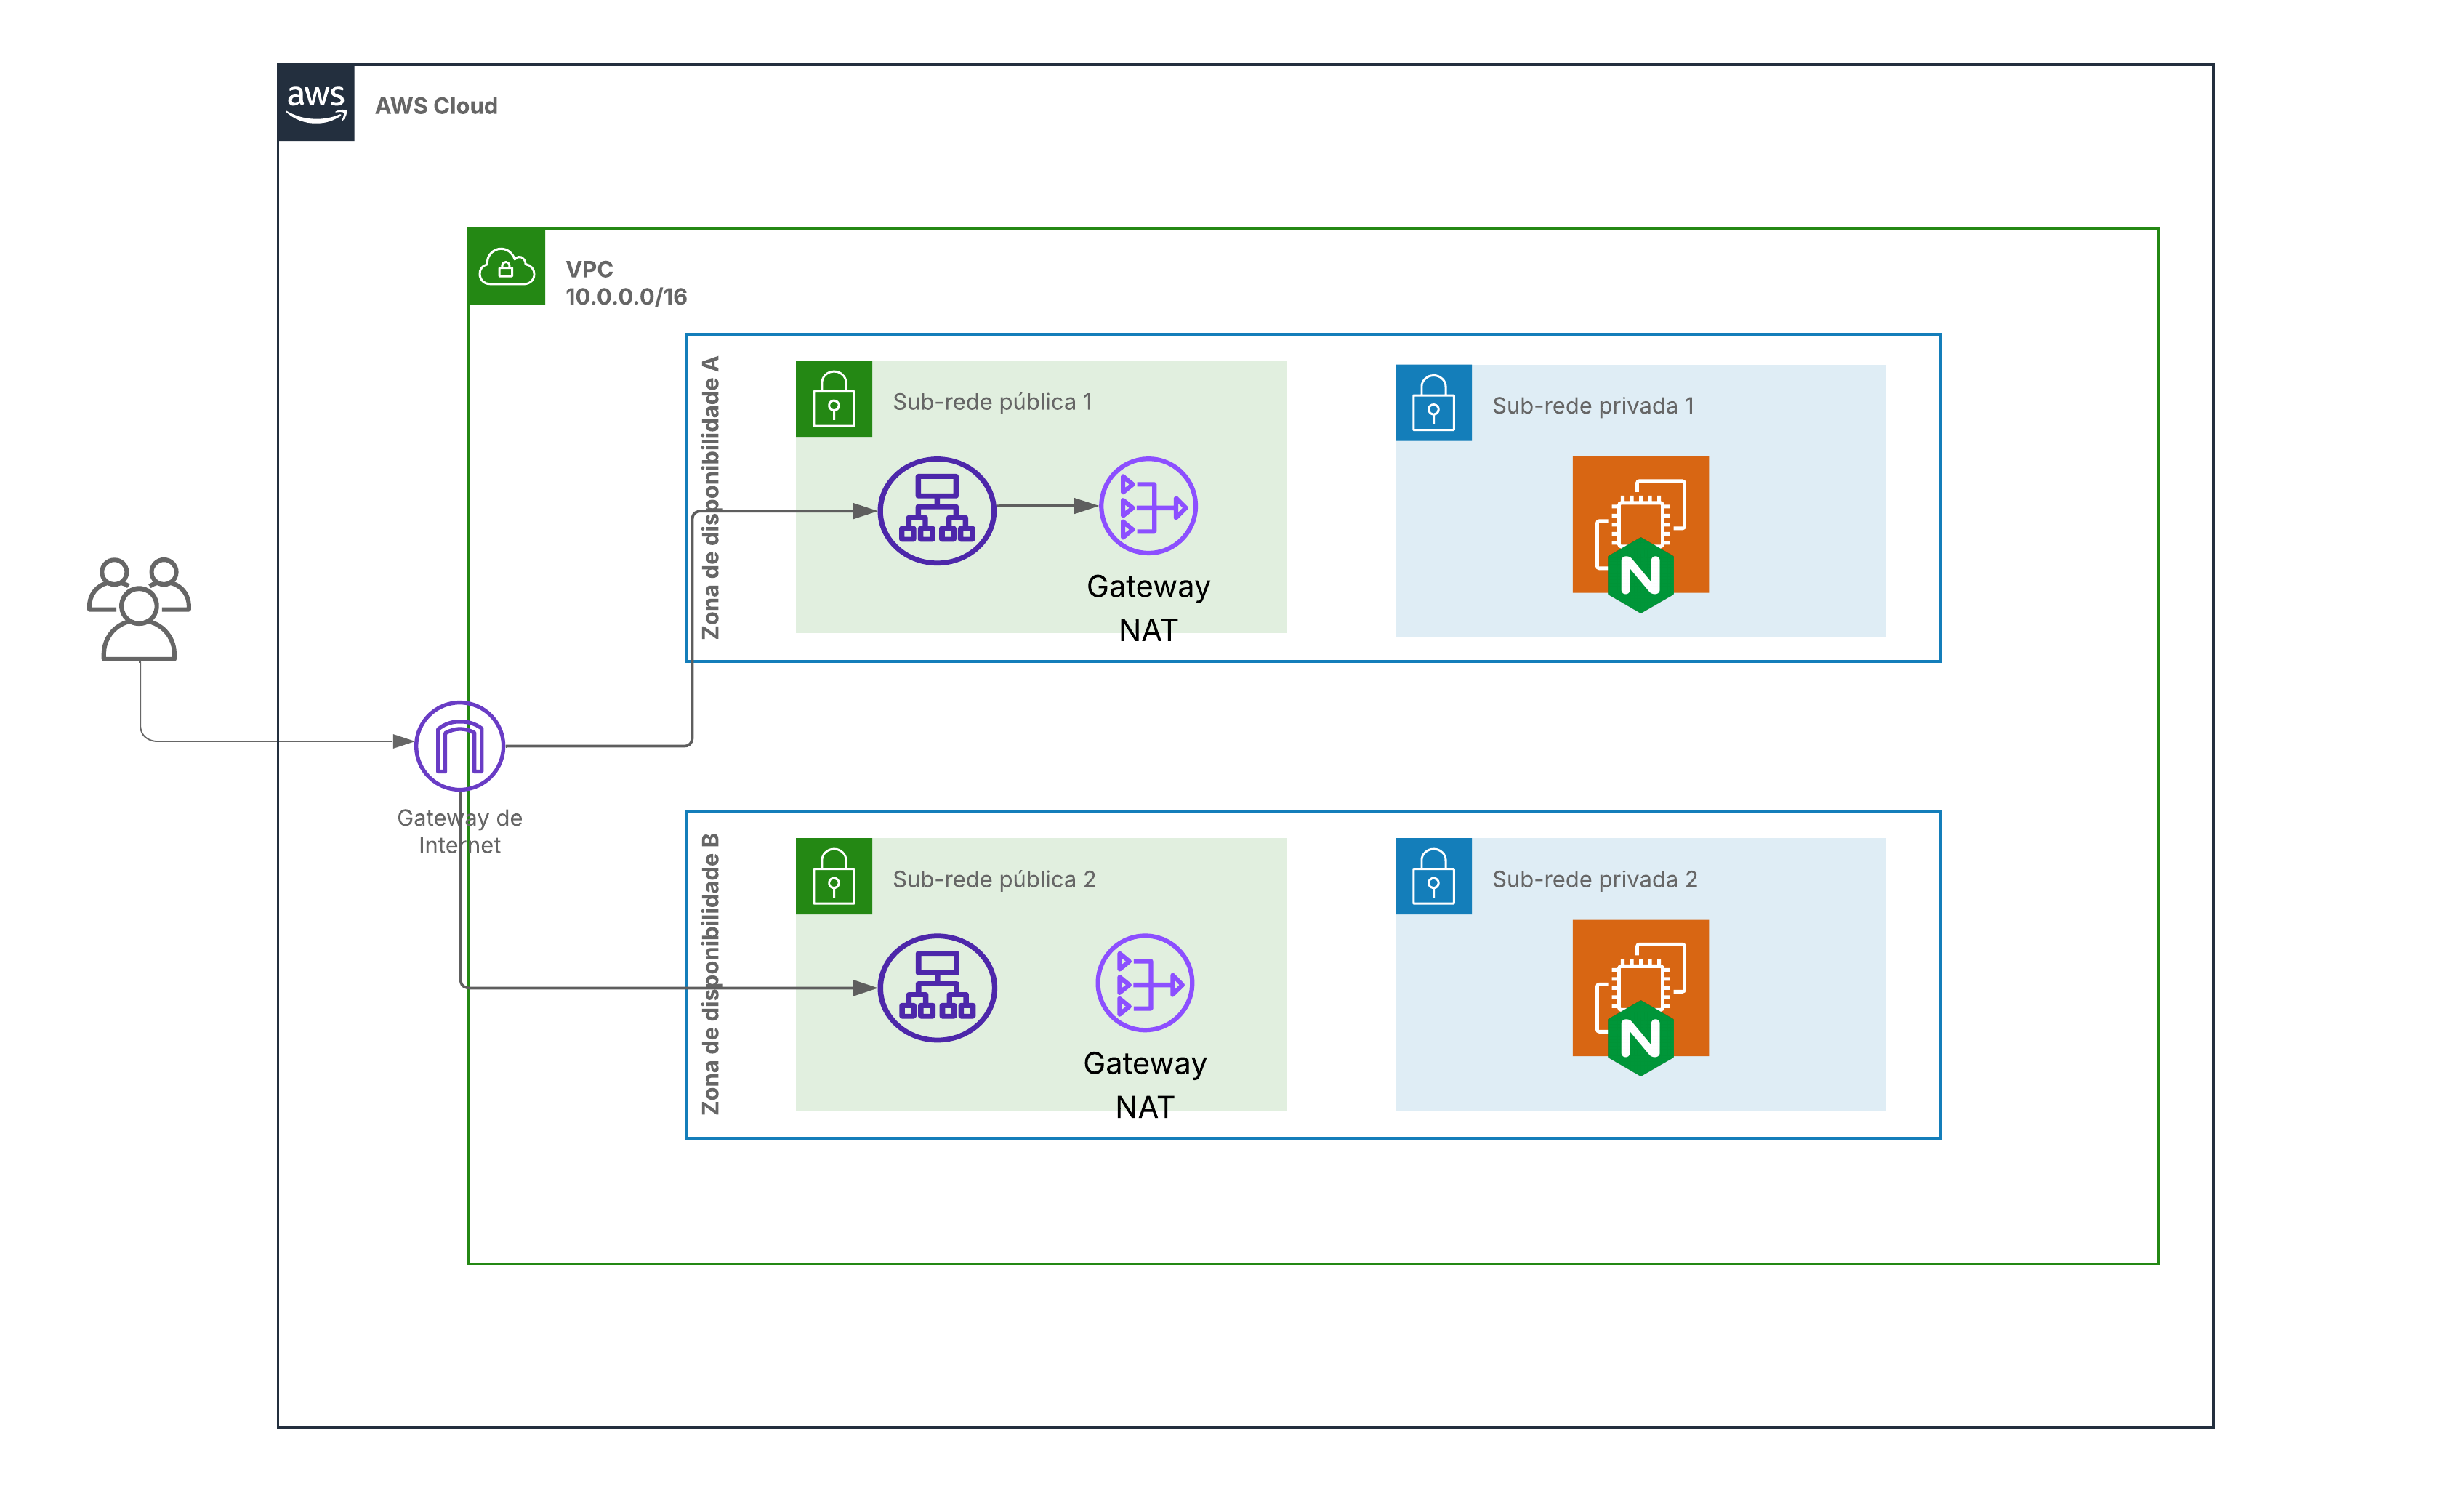 aws
AWS Cloud
VPC
10.0.0.0/16
Zona de disponibilidade A
Sub-rede pública 1
Gateway
NAT
Sub-rede privada 1
N
Gateway de
Internet
Zona de disponibilidade B
Sub-rede pública 2
Gateway
NAT
Sub-rede privada 2
N